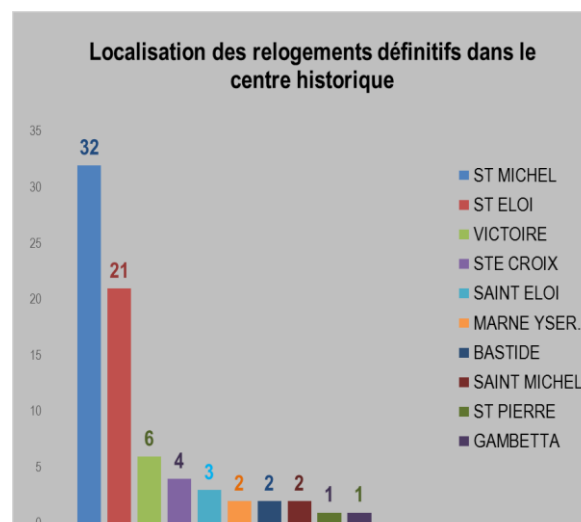 Localisation des relogements définitifs dans le
centre historique
35
30
25
20
15
10
5
0
32
21
6
4
3
2
2
2
1
1
ST MICHEL
ST ELOI
VICTOIRE
STE CROIX
SAINT ELOI
MARNE YSER.
BASTIDE
SAINT MICHEL
ST PIERRE
GAMBETTA